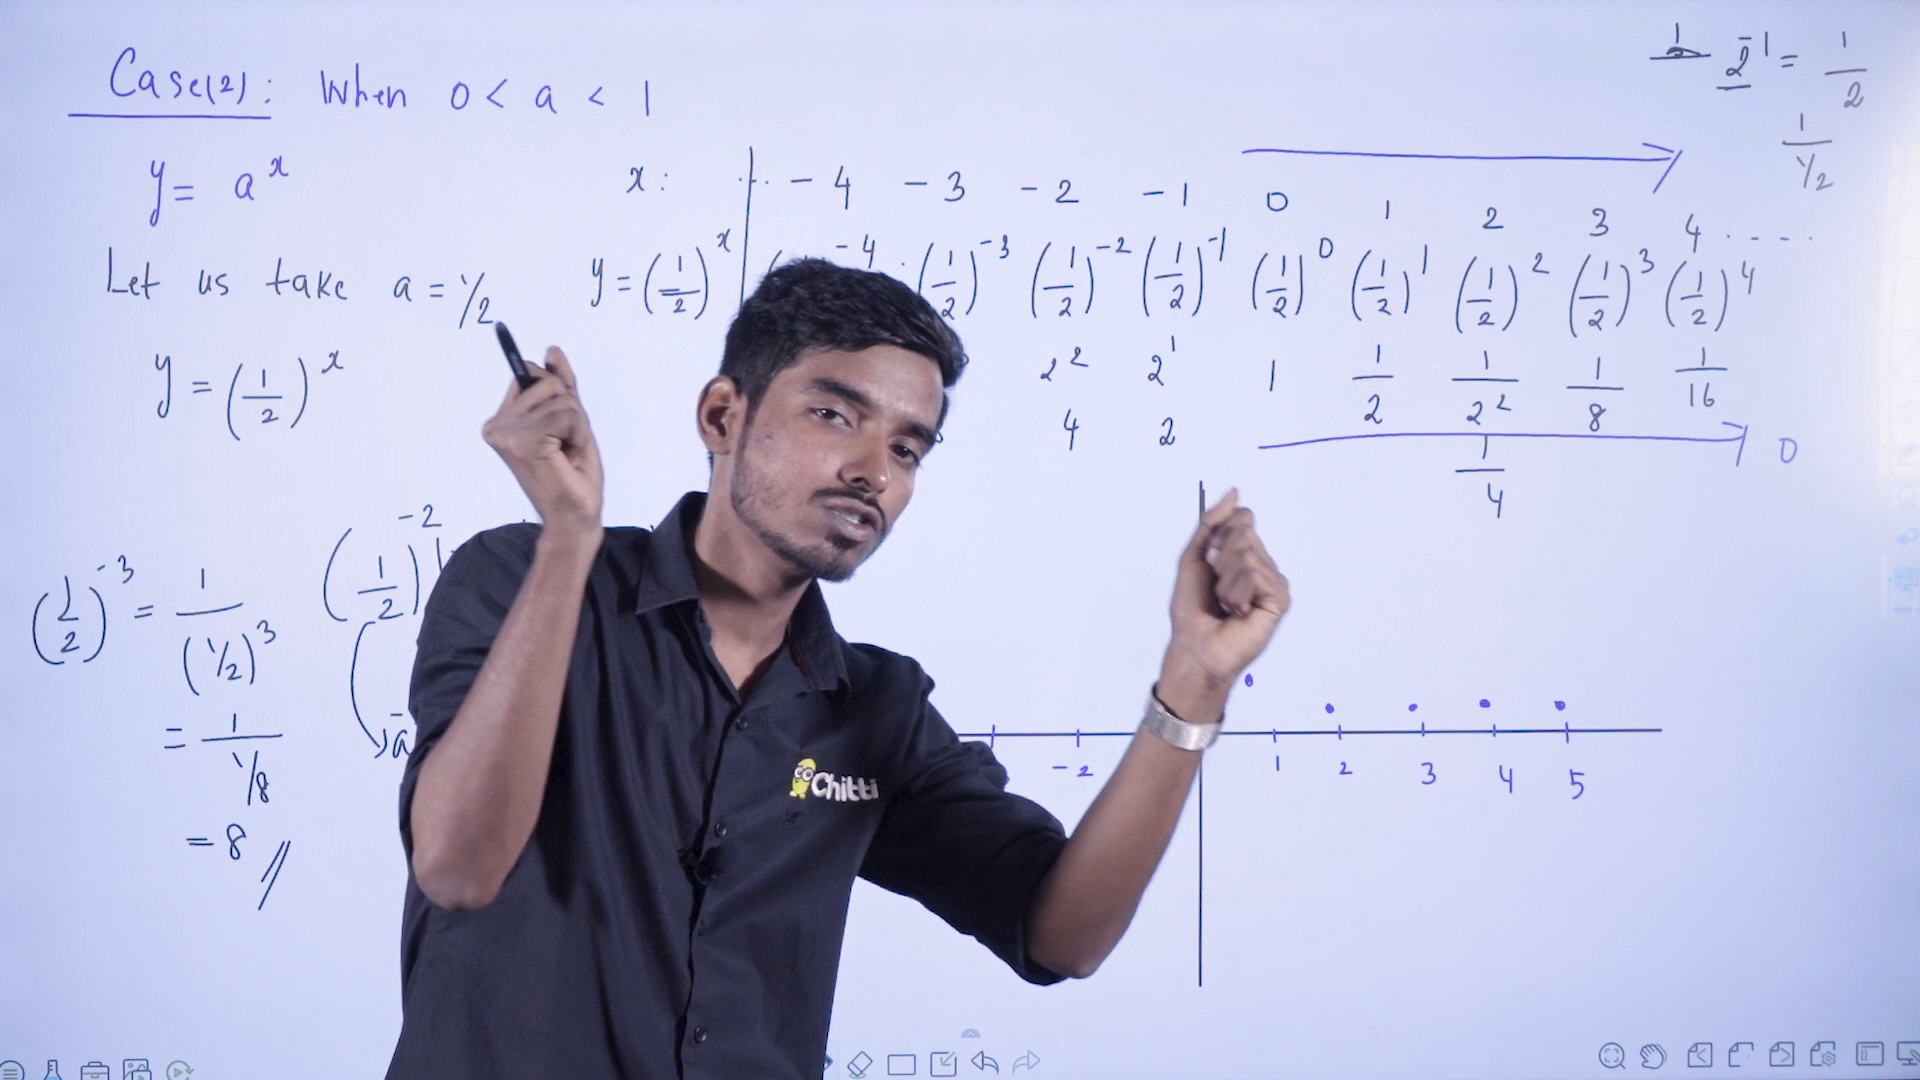 Case(2): When 0 < a < 1
y = a^x
Let us take a = 1/2
y = (1/2)^x
x: ... -4 -3 -2 -1 0 1 2 3 4 ....
y = (1/2)^x -4 (1/2)^-3 (1/2)^-2 (1/2)^-1 (1/2)^0 (1/2)^1 (1/2)^2 (1/2)^3 (1/2)^4
2^2 2^1 1 1/2 1/2^2 1/8 1/16
4 2 1/4 0
2^-1 = 1/2
1/1/2
(1/2)^-3 = 1/(1/2)^3
= 1/1/8
= 8 //
(1/2)^-2
-2 1 2 3 4 5
Chitti